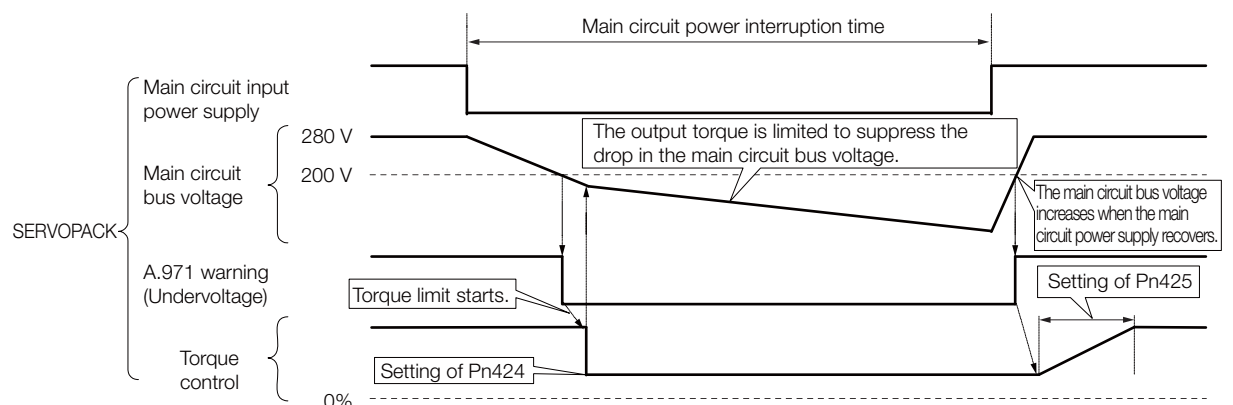 Main circuit power interruption time
Main circuit input
power supply
The output torque is limited to suppress the
drop in the main circuit bus voltage.
280 V
Main circuit
bus voltage
200 V
The main circuit bus voltage
increases when the main
circuit power supply recovers.
SERVOPACK
A.971 warning
(Undervoltage)
Torque limit starts.
Setting of Pn425
Torque
control
Setting of Pn424
0%